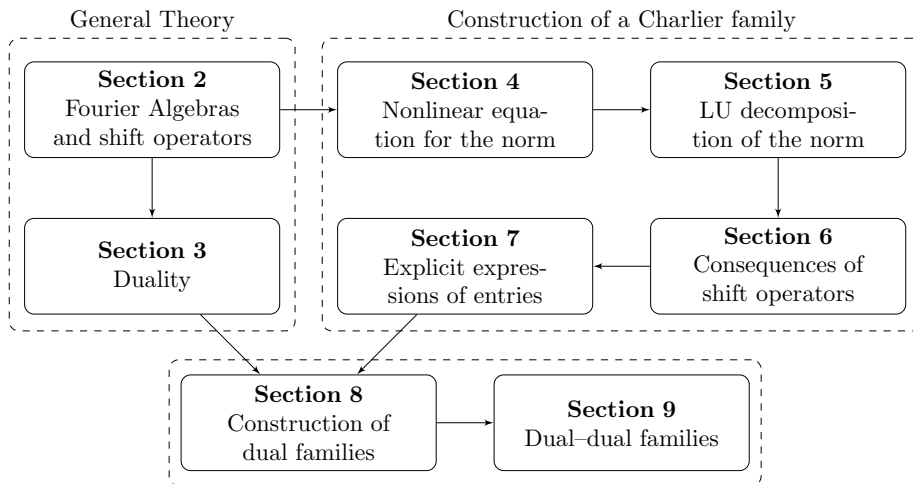 General Theory
Construction of a Charlier family
Section 2
Fourier Algebras
and shift operators
Section 4
Nonlinear equa-
tion for the norm
Section 5
LU decomposi-
tion of the norm
Section 3
Duality
Section 7
Explicit expres-
sions of entries
Section 6
Consequences of
shift operators
Section 8
Construction of
dual families
Section 9
Dual–dual families